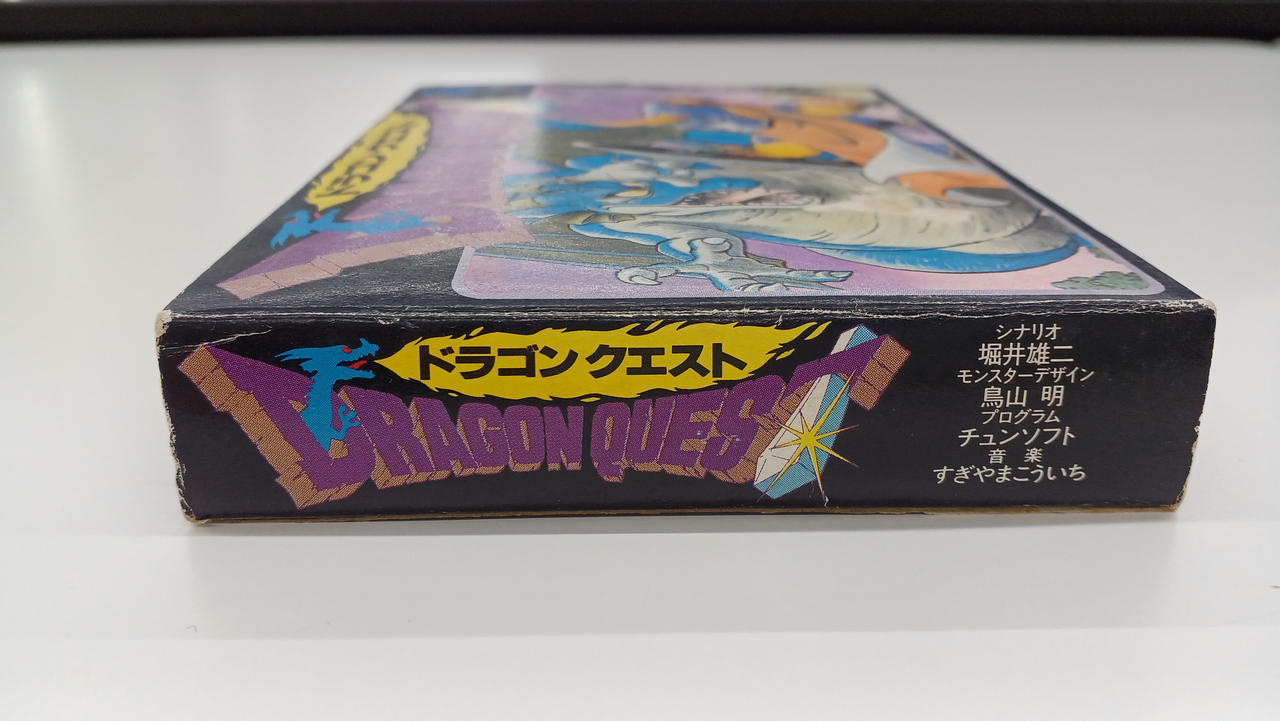 ドラゴンクエスト
DRAGON QUEST
シナリオ
堀井雄二
モンスターデザイン
鳥山 明
プログラム
チュンソフト
音 楽
すぎやまこういち